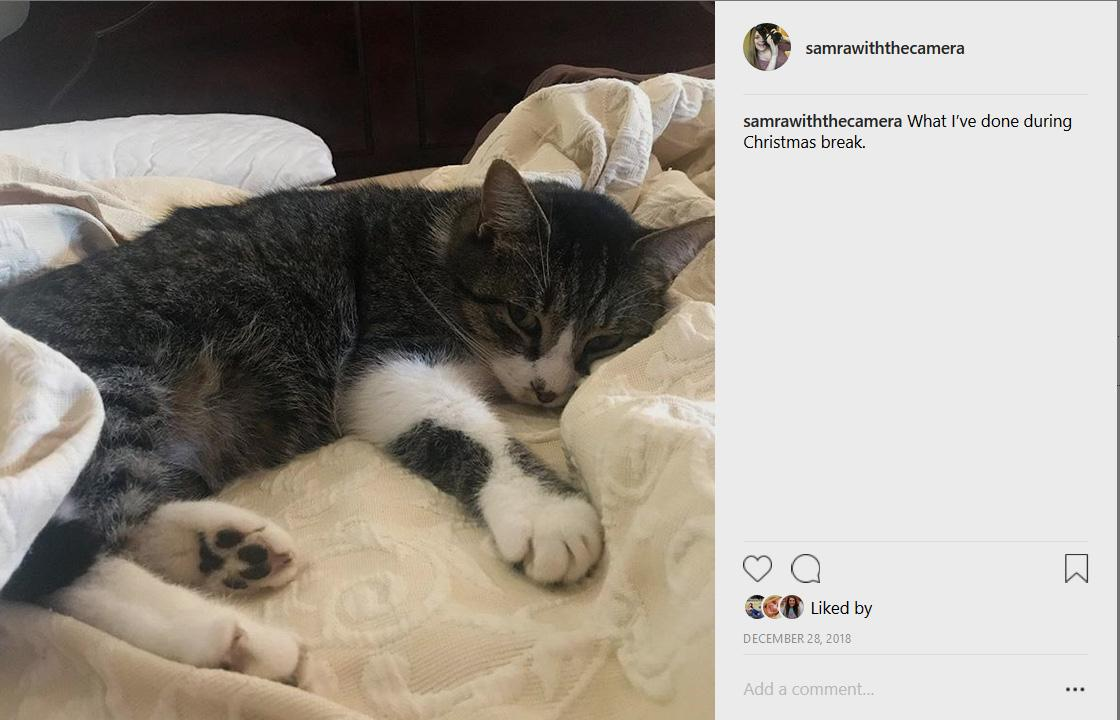 samrawiththecamera
samrawiththecamera What I've done during
Christmas break.
Liked by
DECEMBER 28, 2018
Add a comment...